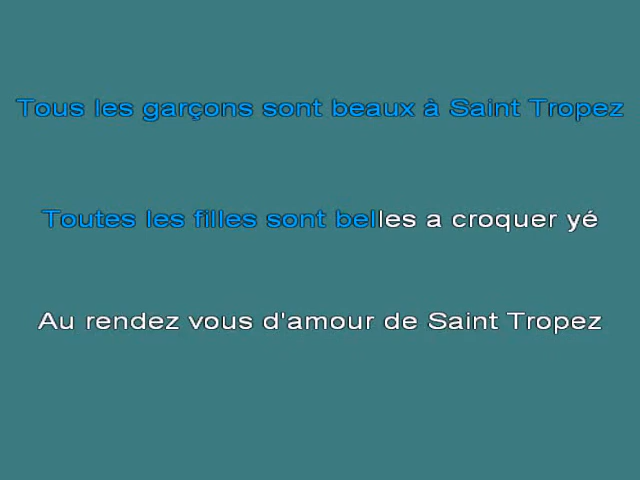 Tous les garçons sont beaux à Saint Tropez
Toutes les filles sont belles a croquer yé
Au rendez vous d'amour de Saint Tropez